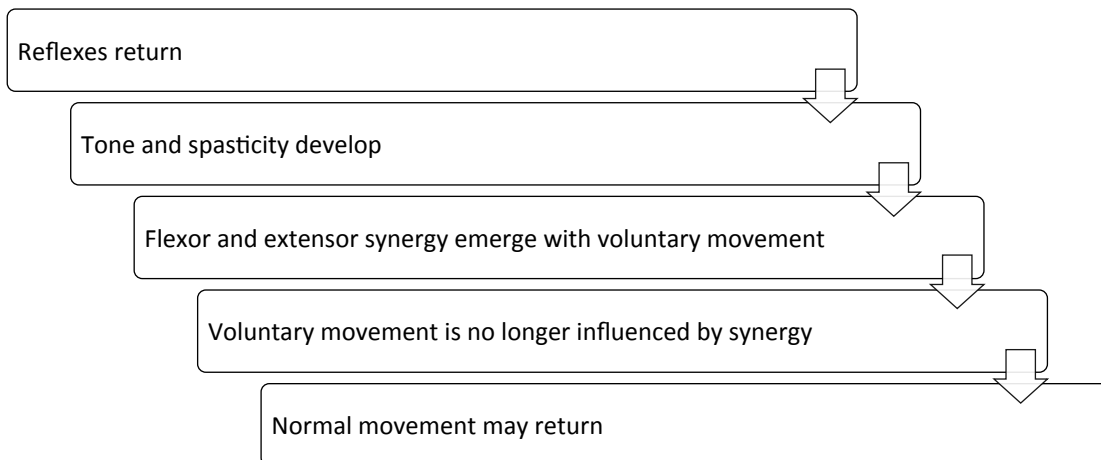 Reflexes return
Tone and spasticity develop
Flexor and extensor synergy emerge with voluntary movement
Voluntary movement is no longer influenced by synergy
Normal movement may return